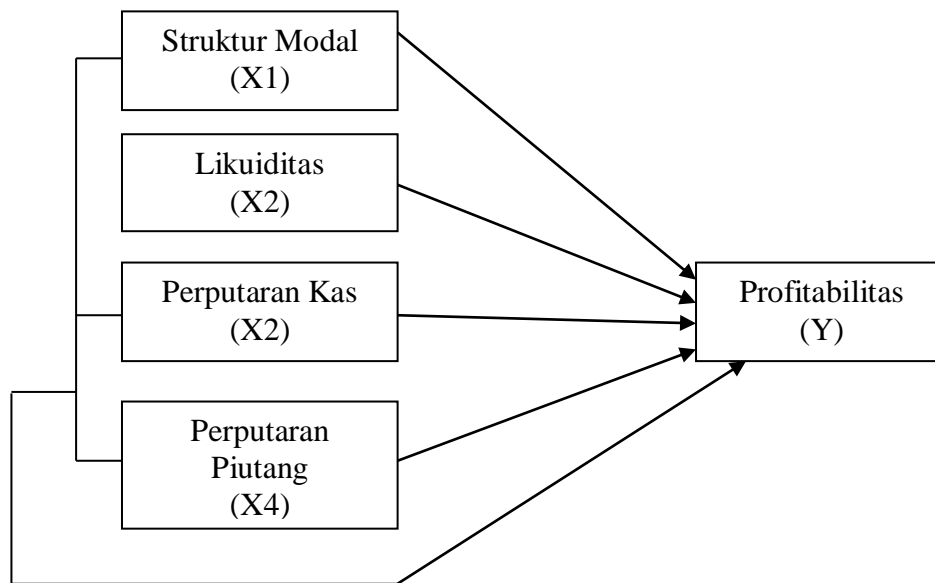 Struktur Modal
(X1)
Likuiditas
(X2)
Perputaran Kas
(X2)
Perputaran
Piutang
(X4)
Profitabilitas
(Y)